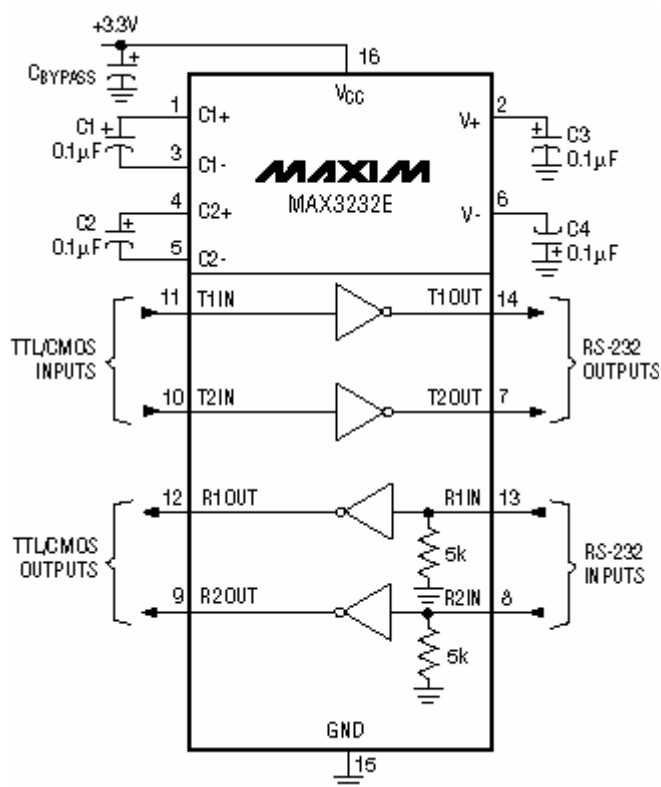 +3.3V
CBYPASS
16
VCC
1
C1+
2
V+
C1
0.1µF
3
C1-
C3
0.1µF
MAXIM
MAX3232E
4
C2+
6
V-
C2
0.1µF
5
C2-
C4
0.1µF
11
T1IN
T1OUT
14
TTL/CMOS
INPUTS
RS-232
OUTPUTS
10
T2IN
T2OUT
7
12
R1OUT
R1IN
13
5k
TTL/CMOS
OUTPUTS
RS-232
INPUTS
9
R2OUT
R2IN
8
5k
GND
15